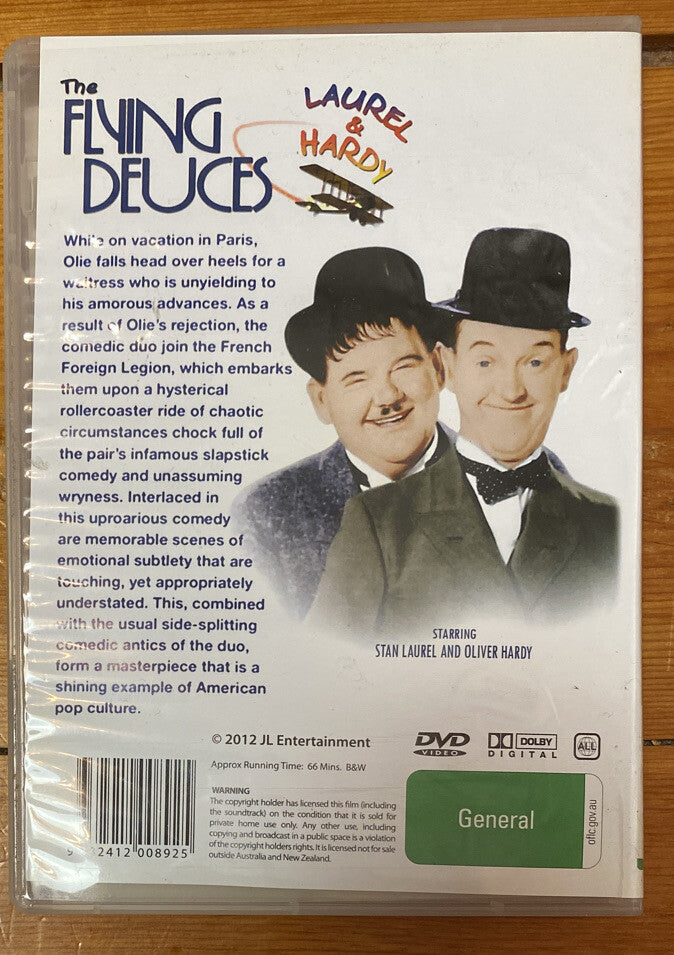 The
FLYING
DEUCES
LAUREL
&
HARDY
While on vacation in Paris,
Olie falls head over heels for a
waitress who is unyielding to
his amorous advances. As a
result of Olie's rejection, the
comedic duo join the French
Foreign Legion, which embarks
them upon a hysterical
rollercoaster ride of chaotic
circumstances chock full of
the pair's infamous slapstick
comedy and unassuming
wryness. Interlaced in
this uproarious comedy
are memorable scenes of
emotional subtlety that are
touching, yet appropriately
understated. This, combined
with the usual side-splitting
comedic antics of the duo,
form a masterpiece that is a
shining example of American
pop culture.
STARRING
STAN LAUREL AND OLIVER HARDY
© 2012 JL Entertainment
Approx Running Time: 66 Mins. B&W
DVD
VIDEO
DOLBY
DIGITAL
ALL
WARNING
The copyright holder has licensed this film (including
the soundtrack) on the condition that it is sold for
private home use only. Any other use, including
copying and broadcast in a public space is a violation
of the copyright holders rights. It is licensed not for sale
outside Australia and New Zealand.
General
oflc.gov.au
2412 008925